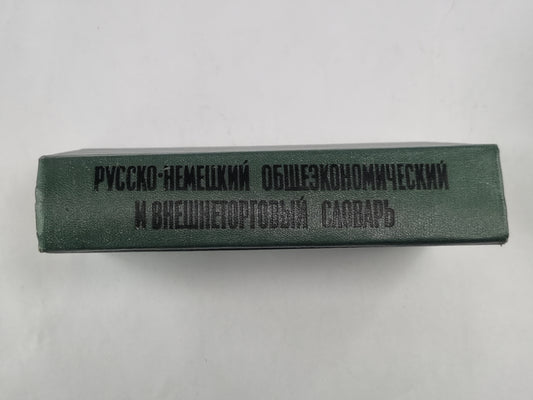 РУССКО-НЕМЕЦКИЙ ОБЩЕЭКОНОМИЧЕСКИЙ
И ВНЕШНЕТОРГОВЫЙ СЛОВАРЬ